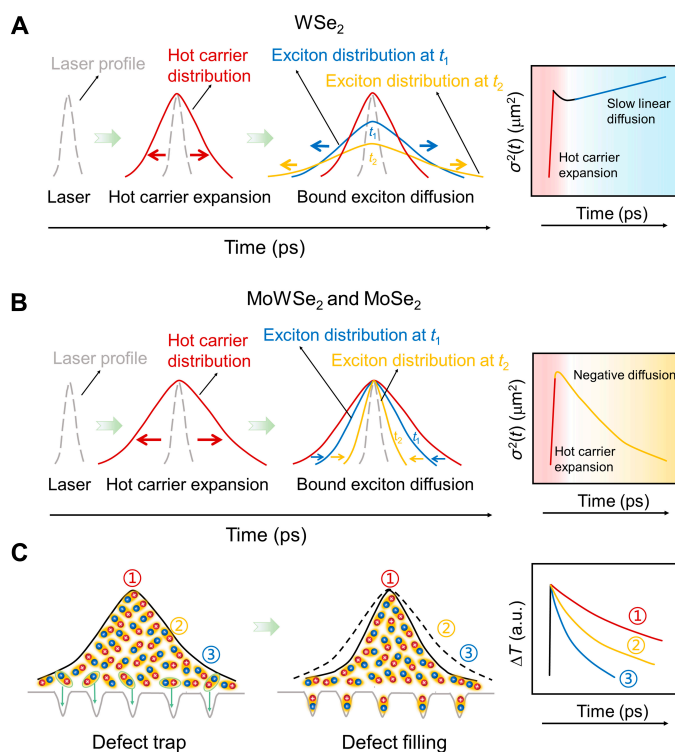 A
WSe₂
Laser profile
Hot carrier
distribution
Exciton distribution at t₁
Exciton distribution at t₂
t₁
t₂
Laser
Hot carrier expansion
Bound exciton diffusion
Time (ps)
σ²(t) (μm²)
Slow linear
diffusion
Hot carrier
expansion
Time (ps)
B
MoWSe₂ and MoSe₂
Laser profile
Hot carrier
distribution
Exciton distribution at t₁
Exciton distribution at t₂
t₂
t₁
Laser
Hot carrier expansion
Bound exciton diffusion
Time (ps)
σ²(t) (μm²)
Negative diffusion
Hot carrier
expansion
Time (ps)
C
①
②
③
Defect trap
①
②
③
Defect filling
ΔT (a.u.)
①
②
③
Time (ps)